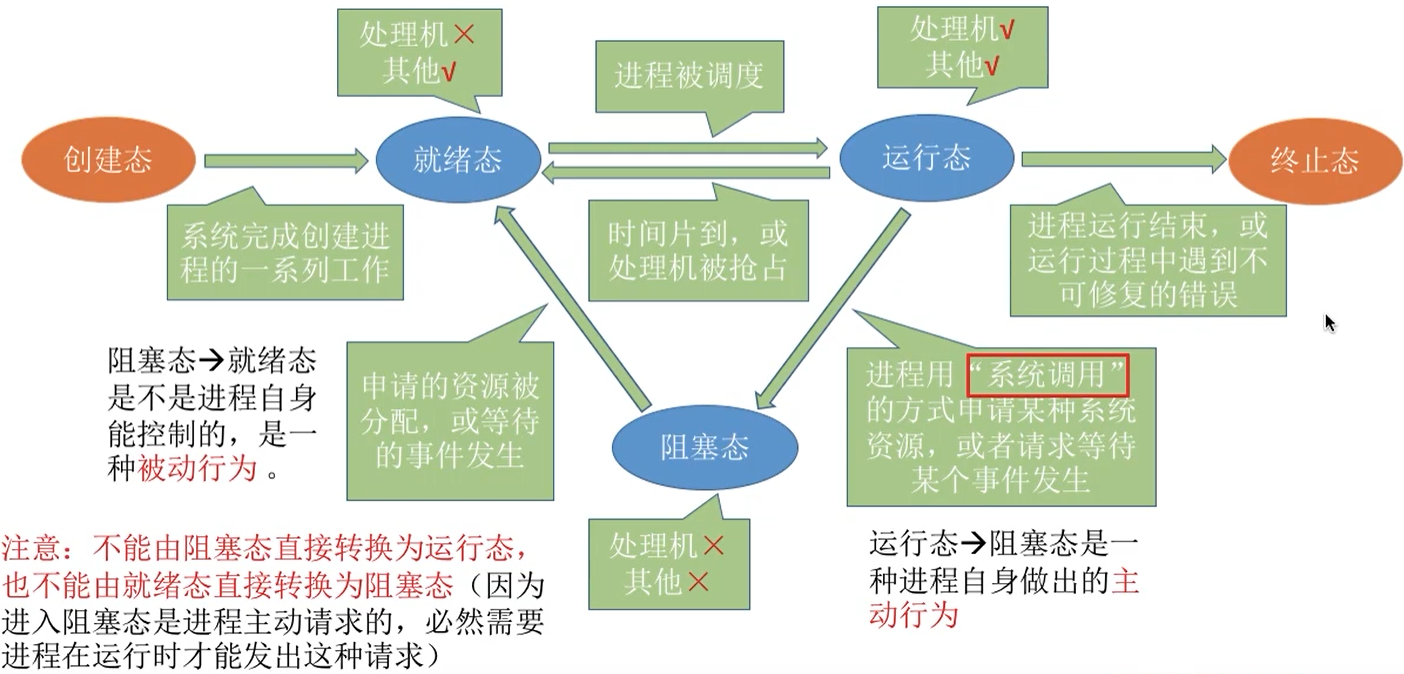 处理机×
其他√
进程被调度
处理机√
其他√
创建态
就绪态
运行态
终止态
系统完成创建进
程的一系列工作
时间片到，或
处理机被抢占
进程运行结束，或
运行过程中遇到不
可修复的错误
阻塞态→就绪态
是不是进程自身
能控制的，是一
种被动行为 。
申请的资源被
分配，或等待
的事件发生
进程用“系统调用”
的方式申请某种系统
资源，或者请求等待
某个事件发生
阻塞态
处理机×
其他×
运行态→阻塞态是一
种进程自身做出的主
动行为
注意：不能由阻塞态直接转换为运行态，
也不能由就绪态直接转换为阻塞态（因为
进入阻塞态是进程主动请求的，必然需要
进程在运行时才能发出这种请求）